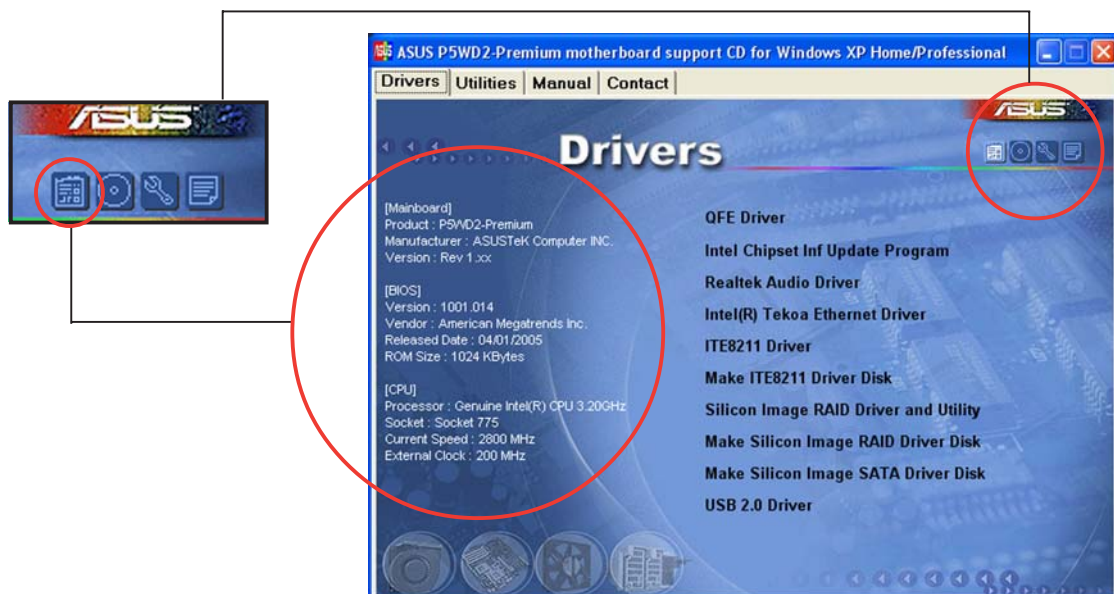 ASUS P5WD2-Premium motherboard support CD for Windows XP Home/Professional
Drivers Utilities Manual Contact
ASUS
ASUS
Drivers
[Mainboard]
Product : P5WD2-Premium
Manufacturer : ASUSTeK Computer INC.
Version : Rev 1.xx
[BIOS]
Version : 1001.014
Vendor : American Megatrends Inc.
Released Date : 04/01/2005
ROM Size : 1024 KBytes
[CPU]
Processor : Genuine Intel(R) CPU 3.20GHz
Socket : Socket 775
Current Speed : 2800 MHz
External Clock : 200 MHz
QFE Driver
Intel Chipset Inf Update Program
Realtek Audio Driver
Intel(R) Tekoa Ethernet Driver
ITE8211 Driver
Make ITE8211 Driver Disk
Silicon Image RAID Driver and Utility
Make Silicon Image RAID Driver Disk
Make Silicon Image SATA Driver Disk
USB 2.0 Driver